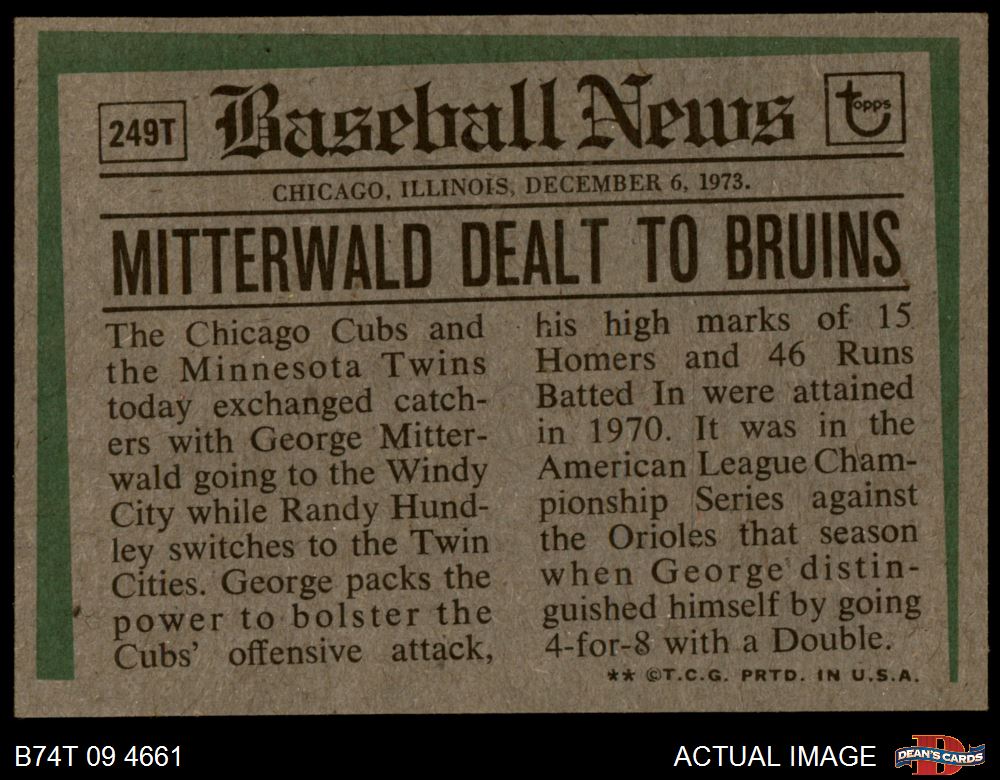 249T
Baseball News
topps
CHICAGO, ILLINOIS, DECEMBER 6, 1973.
MITTERWALD DEALT TO BRUINS
The Chicago Cubs and
the Minnesota Twins
today exchanged catch-
ers with George Mitter-
wald going to the Windy
City while Randy Hund-
ley switches to the Twin
Cities. George packs the
power to bolster the
Cubs' offensive attack,
his high marks of 15
Homers and 46 Runs
Batted In were attained
in 1970. It was in the
American League Cham-
pionship Series against
the Orioles that season
when George distin-
guished himself by going
4-for-8 with a Double.
** ©T.C.G. PRTD. IN U.S.A.
B74T 09 4661
ACTUAL IMAGE
D
DEAN'S CARDS